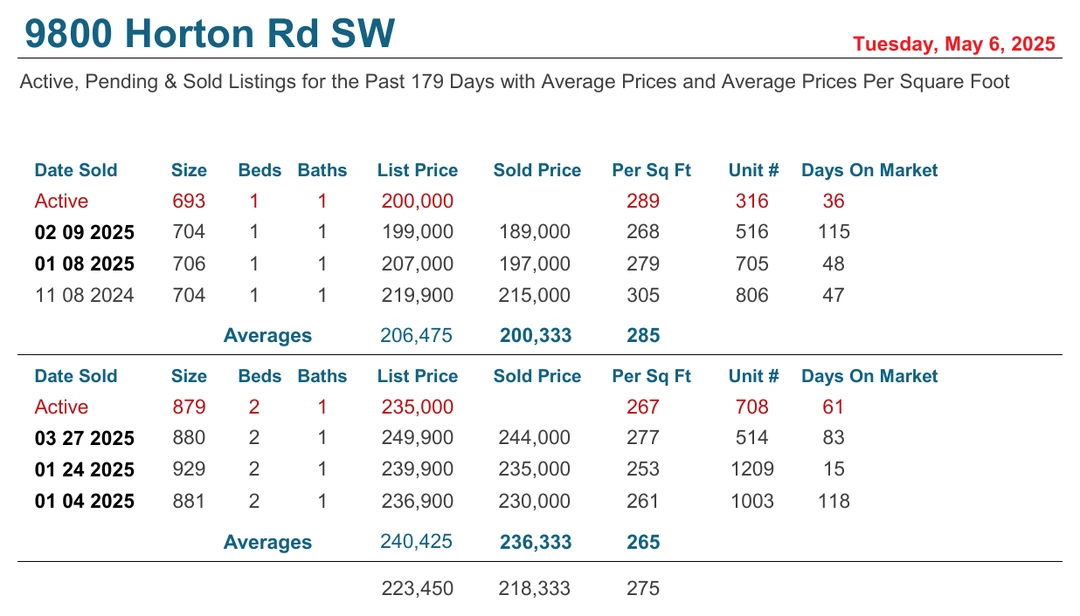 9800 Horton Rd SW
Tuesday, May 6, 2025
Active, Pending & Sold Listings for the Past 179 Days with Average Prices and Average Prices Per Square Foot
Date Sold Size Beds Baths List Price Sold Price Per Sq Ft Unit # Days On Market
Active 693 1 1 200,000 289 316 36
02 09 2025 704 1 1 199,000 189,000 268 516 115
01 08 2025 706 1 1 207,000 197,000 279 705 48
11 08 2024 704 1 1 219,900 215,000 305 806 47
Averages 206,475 200,333 285
Date Sold Size Beds Baths List Price Sold Price Per Sq Ft Unit # Days On Market
Active 879 2 1 235,000 267 708 61
03 27 2025 880 2 1 249,900 244,000 277 514 83
01 24 2025 929 2 1 239,900 235,000 253 1209 15
01 04 2025 881 2 1 236,900 230,000 261 1003 118
Averages 240,425 236,333 265
223,450 218,333 275